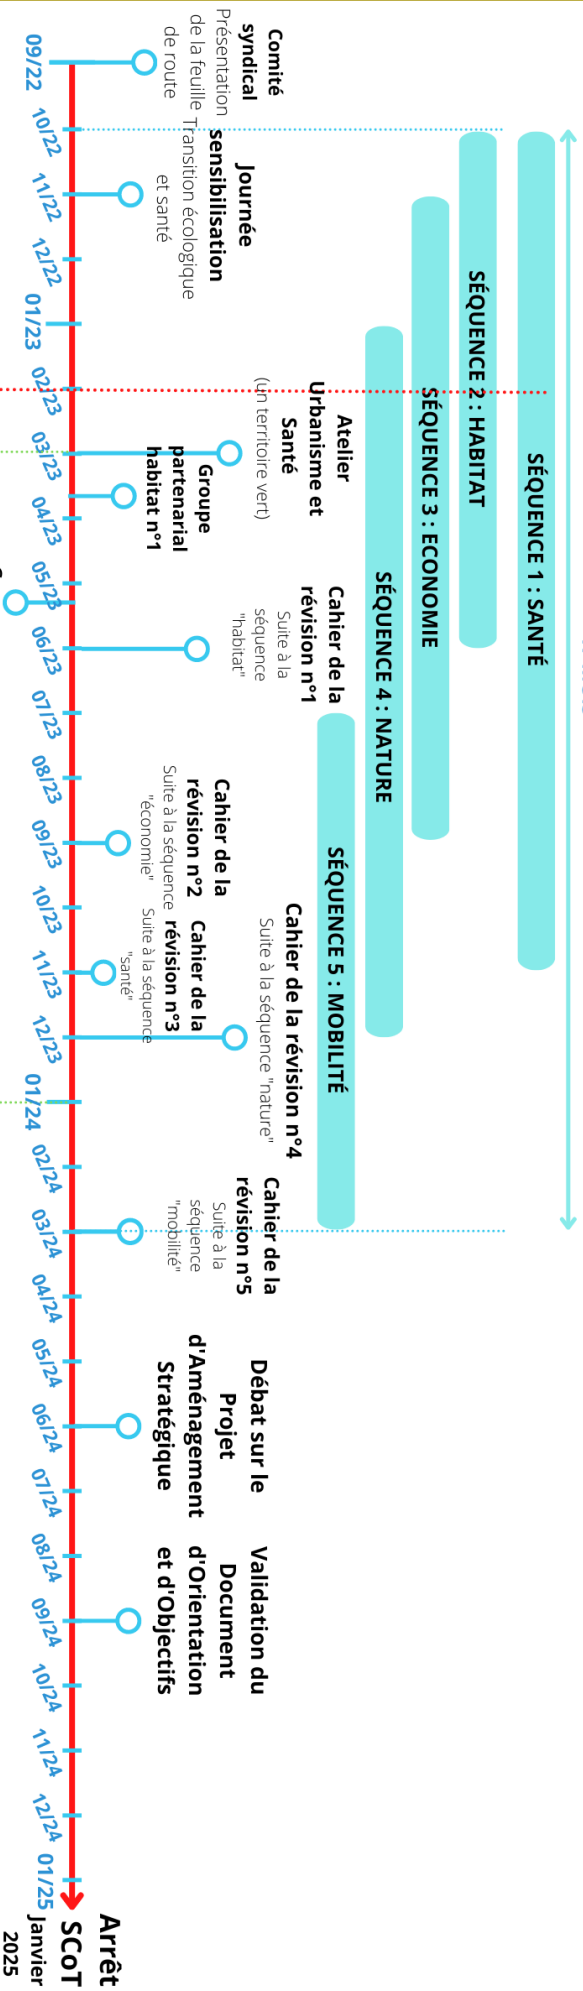 SÉQUENCE 1 : SANTÉ
SÉQUENCE 2 : HABITAT
SÉQUENCE 3 : ECONOMIE
SÉQUENCE 4 : NATURE
SÉQUENCE 5 : MOBILITÉ
Comité
syndical
Présentation
de la feuille
de route
Journée
sensibilisation
Transition écologique
et santé
Atelier
Urbanisme et
Santé
(un territoire vert)
Groupe
partenarial
habitat n°1
Cahier de la
révision n°1
Suite à la
séquence
"habitat"
Cahier de la
révision n°2
Suite à la séquence
"économie"
Cahier de la
révision n°3
Suite à la séquence
"santé"
Cahier de la révision n°4
Suite à la séquence "nature"
Cahier de la
révision n°5
Suite à la
séquence
"mobilité"
Débat sur le
Projet
d'Aménagement
Stratégique
Validation du
Document
d'Orientation
et d'Objectifs
Arrêt
SCoT
Janvier
2025
09/22
10/22
11/22
12/22
01/23
02/23
03/23
04/23
05/23
06/23
07/23
08/23
09/23
10/23
11/23
12/23
01/24
02/24
03/24
04/24
05/24
06/24
07/24
08/24
09/24
10/24
11/24
12/24
01/25